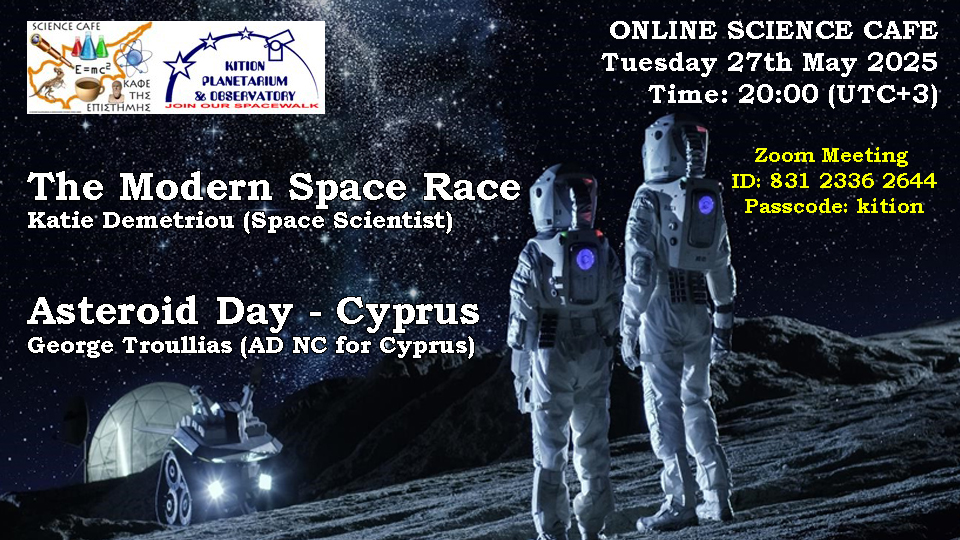 SCIENCE CAFE
E=mc²
ΚΑΦΕ
ΤΗΣ
ΕΠΙΣΤΗΜΗΣ
KITION
PLANETARIUM
& OBSERVATORY
JOIN OUR SPACEWALK
ONLINE SCIENCE CAFE
Tuesday 27th May 2025
Time: 20:00 (UTC+3)
Zoom Meeting
ID: 831 2336 2644
Passcode: kition
The Modern Space Race
Katie Demetriou (Space Scientist)
Asteroid Day - Cyprus
George Troullias (AD NC for Cyprus)